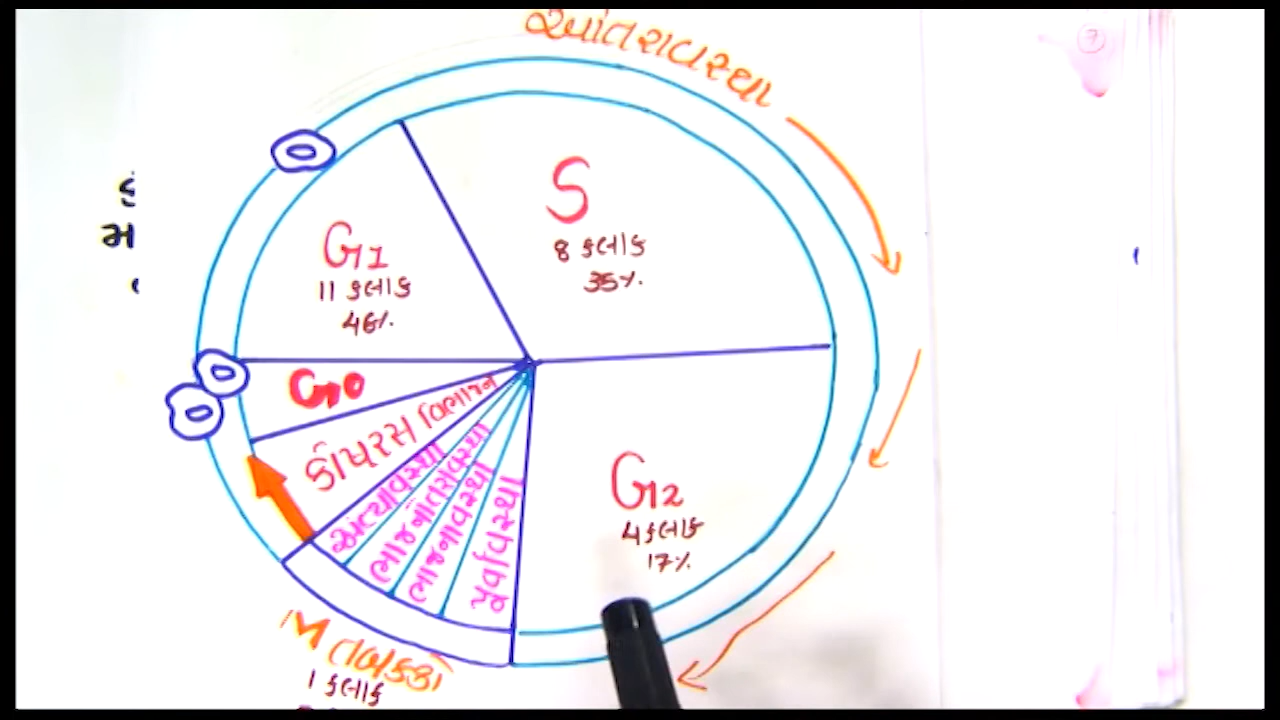 આંતરાવસ્થા
S
8 કલાક
35%.
G1
11 કલાક
46%.
G0
કોષરસ વિભાજન
અંત્યાવસ્થા
ભાજનોત્તરાવસ્થા
ભાજનાવસ્થા
પૂર્વાવસ્થા
G2
4 કલાક
17%.
M તબક્કો
1 કલાક
7
મ